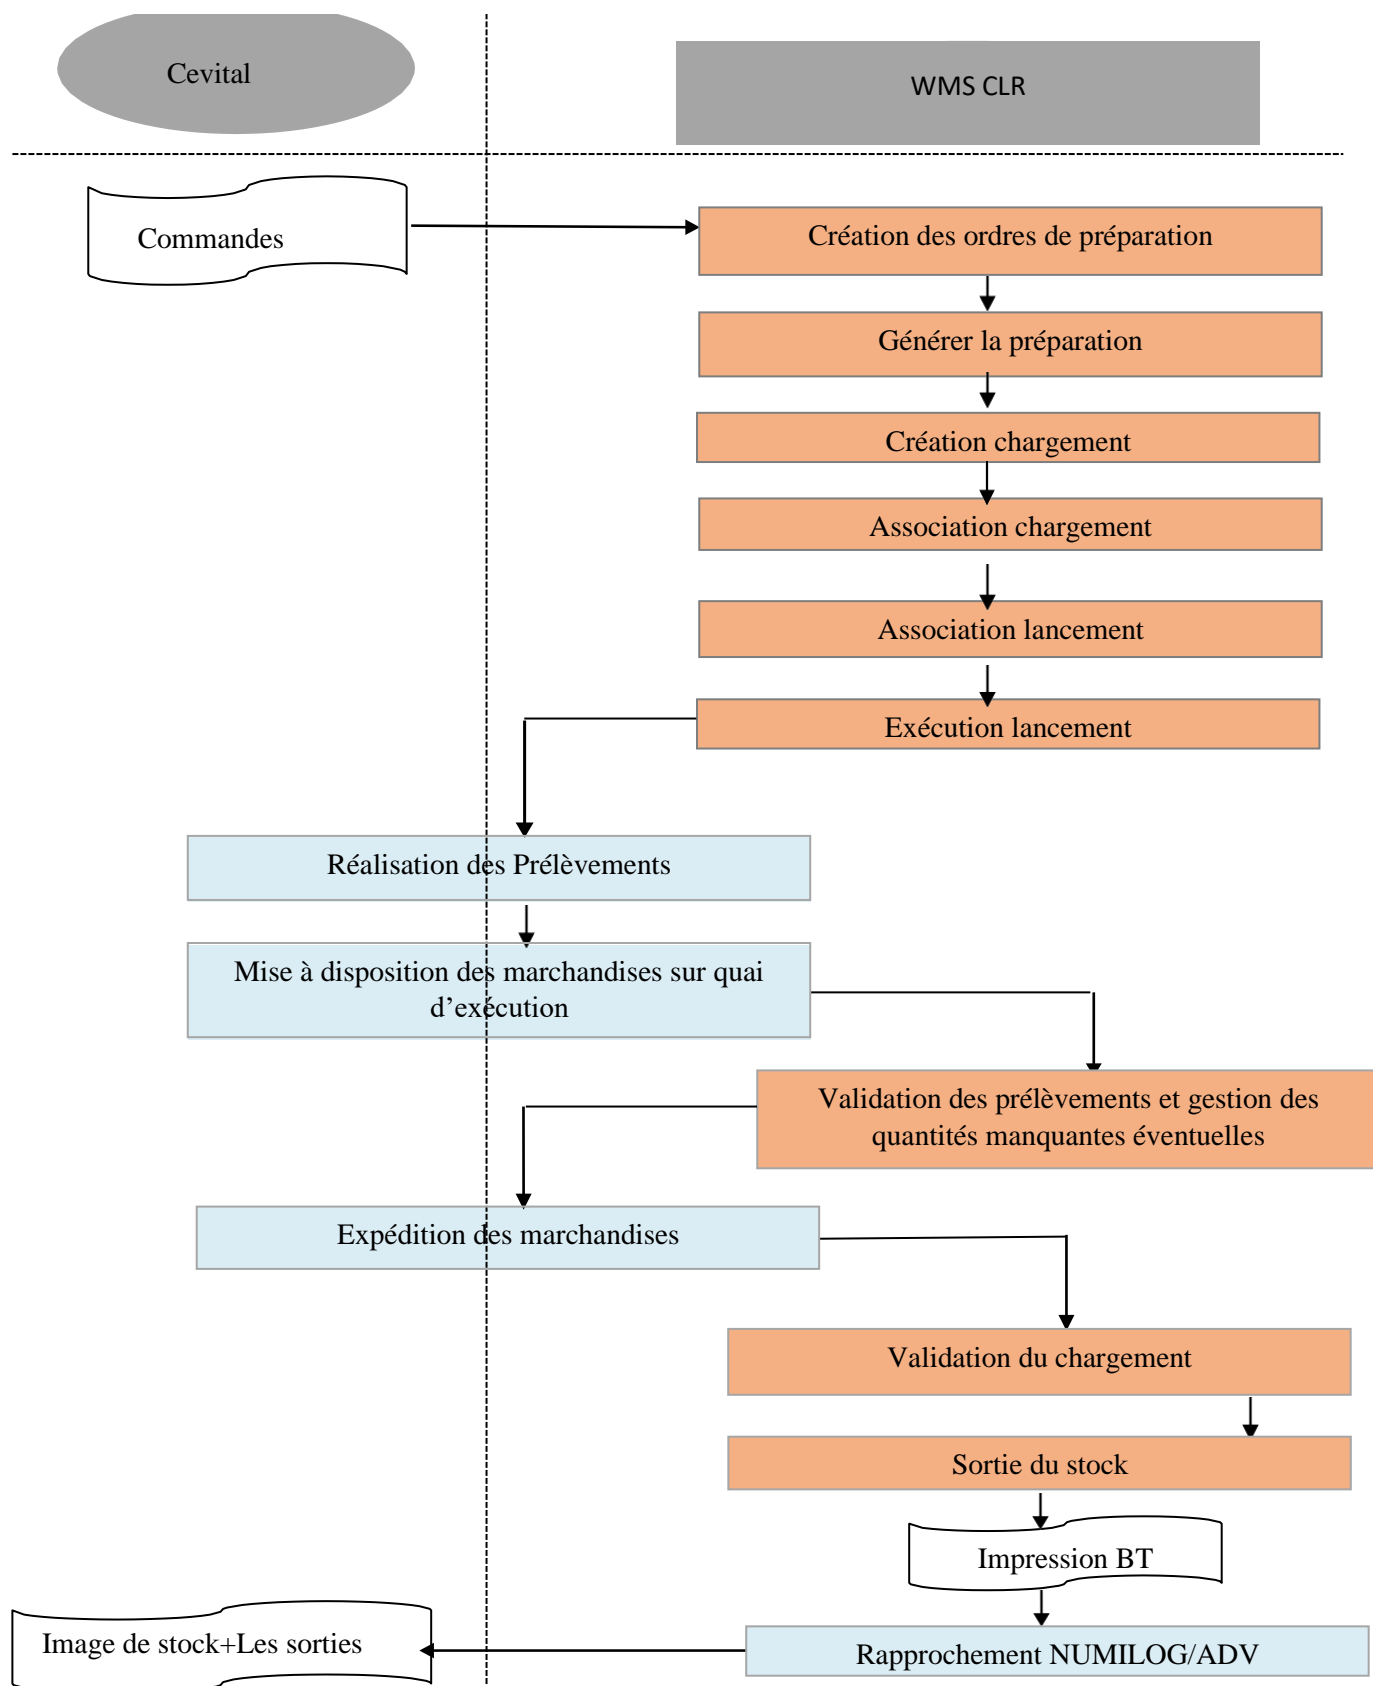 Cevital
WMS CLR
Commandes
Création des ordres de préparation
Générer la préparation
Création chargement
Association chargement
Association lancement
Exécution lancement
Réalisation des Prélèvements
Mise à disposition des marchandises sur quai
d’exécution
Validation des prélèvements et gestion des
quantités manquantes éventuelles
Expédition des marchandises
Validation du chargement
Sortie du stock
Impression BT
Image de stock+Les sorties
Rapprochement NUMILOG/ADV